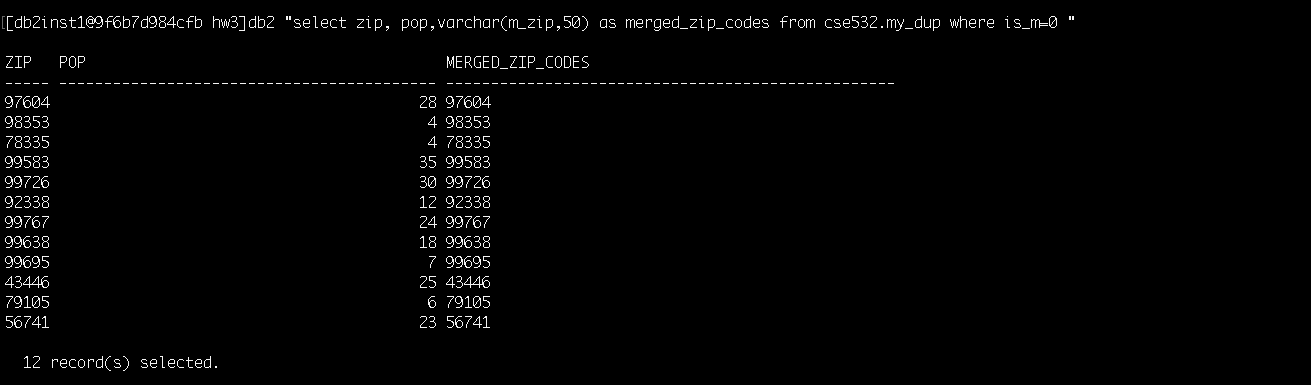 [[db2inst1@9f6b7d984cfb hw3]db2 "select zip, pop,varchar(m_zip,50) as merged_zip_codes from cse532.my_dup where is_m=0 "
ZIP   POP                                       MERGED_ZIP_CODES
----- ----------------------------------------- --------------------------------------------------
97604                                        28 97604
98353                                         4 98353
78335                                         4 78335
99583                                        35 99583
99726                                        30 99726
92338                                        12 92338
99767                                        24 99767
99638                                        18 99638
99695                                         7 99695
43446                                        25 43446
79105                                         6 79105
56741                                        23 56741
  12 record(s) selected.